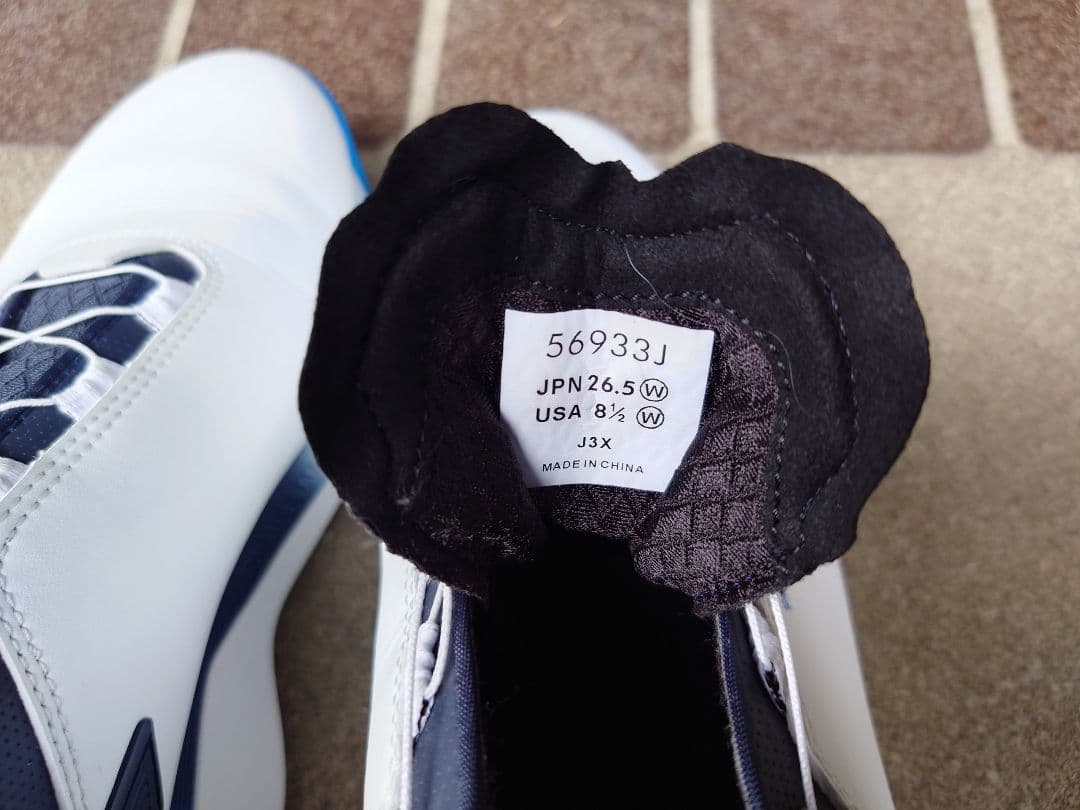 56933J
JPN 26.5 Ⓦ
USA 8½ Ⓦ
J3X
MADE IN CHINA